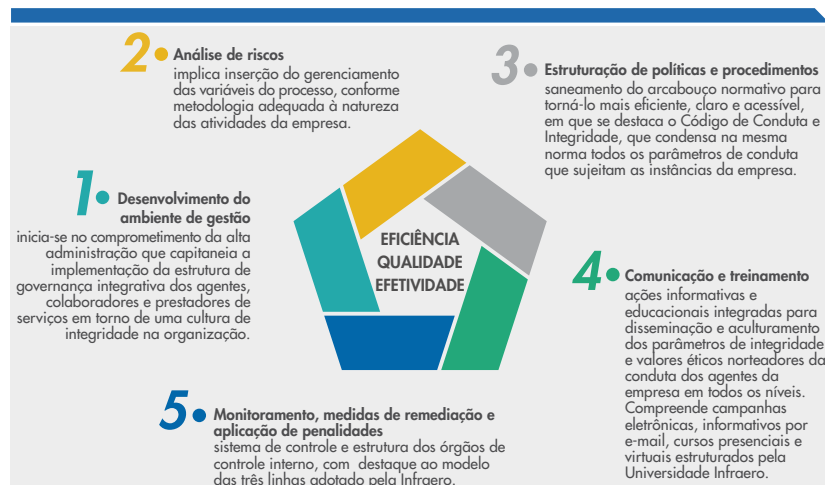 2 Análise de riscos
implica inserção do gerenciamento
das variáveis do processo, conforme
metodologia adequada à natureza
das atividades da empresa.
3 Estruturação de políticas e procedimentos
saneamento do arcabouço normativo para
torná-lo mais eficiente, claro e acessível,
em que se destaca o Código de Conduta e
Integridade, que condensa na mesma
norma todos os parâmetros de conduta
que sujeitam as instâncias da empresa.
1 Desenvolvimento do
ambiente de gestão
inicia-se no comprometimento da alta
administração que capitaneia a
implementação da estrutura de
governança integrativa dos agentes,
colaboradores e prestadores de
serviços em torno de uma cultura de
integridade na organização.
EFICIÊNCIA
QUALIDADE
EFETIVIDADE
4 Comunicação e treinamento
ações informativas e
educacionais integradas para
disseminação e aculturamento
dos parâmetros de integridade
e valores éticos norteadores da
conduta dos agentes da
empresa em todos os níveis.
Compreende campanhas
eletrônicas, informativos por
e-mail, cursos presenciais e
virtuais estruturados pela
Universidade Infraero.
5 Monitoramento, medidas de remediação e
aplicação de penalidades
sistema de controle e estrutura dos órgãos de
controle interno, com destaque ao modelo
das três linhas adotado pela Infraero.